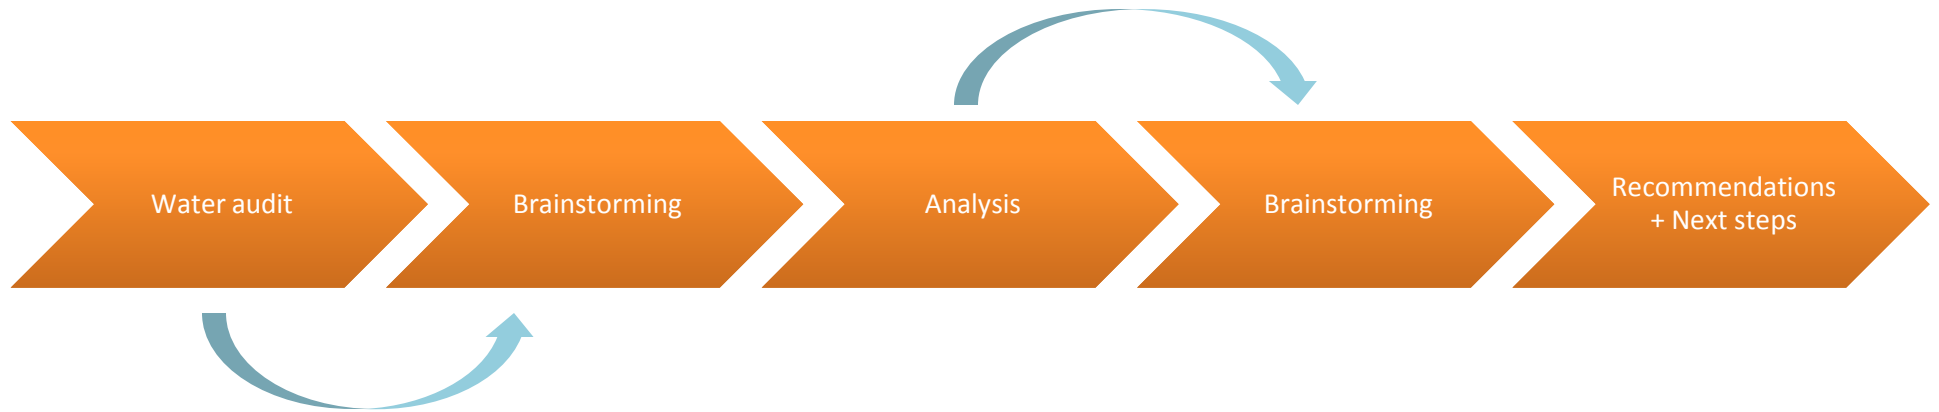 Water audit
Brainstorming
Analysis
Brainstorming
Recommendations
+ Next steps